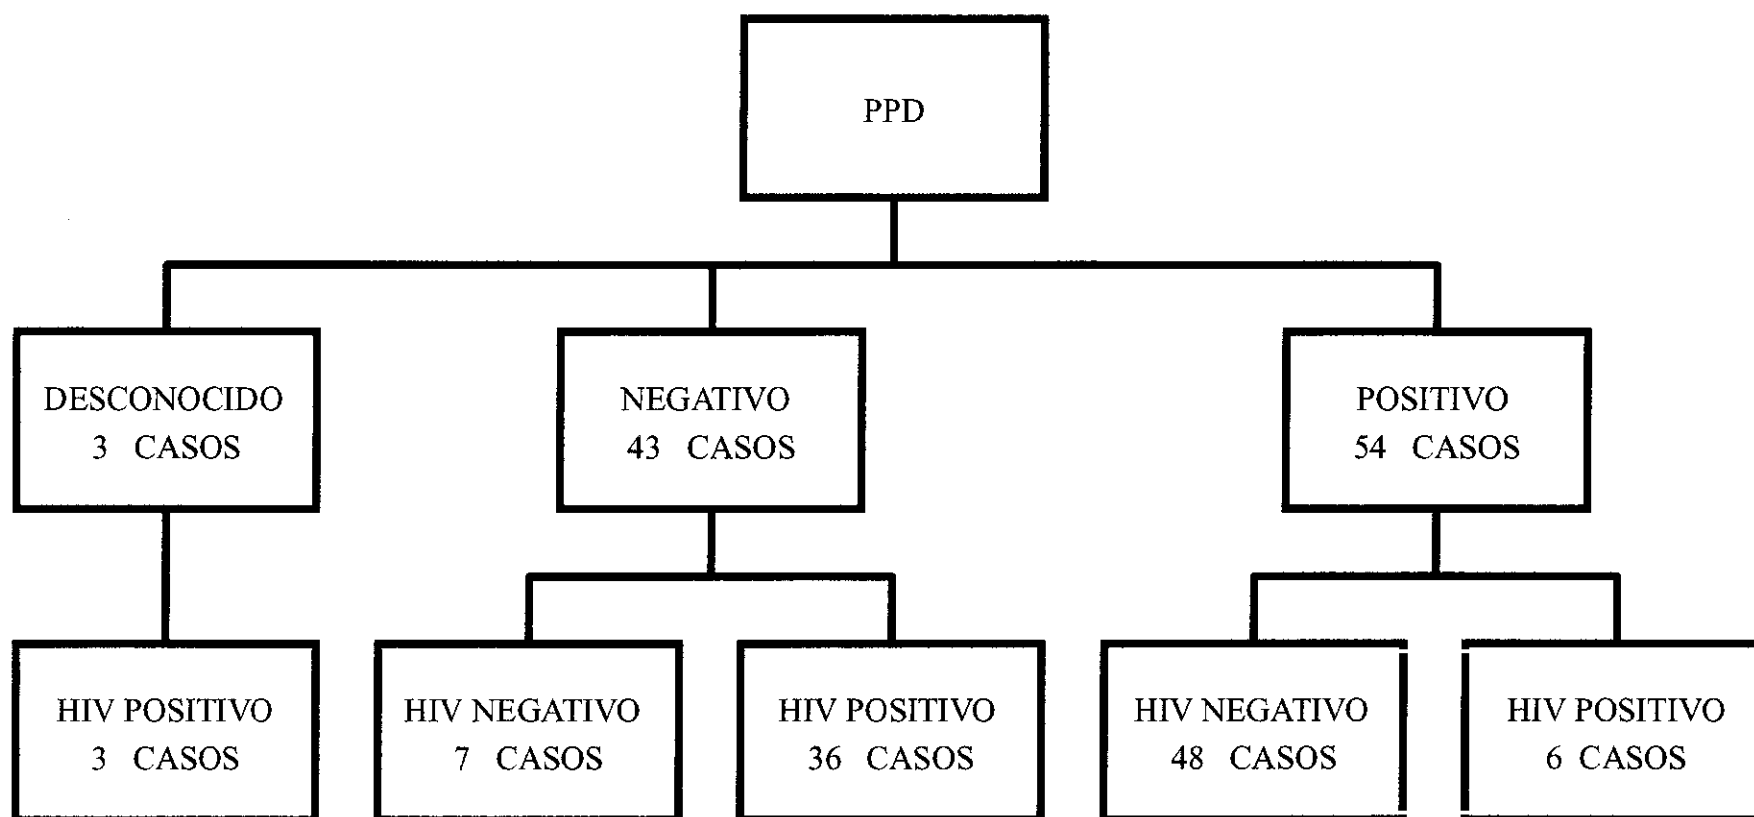 PPD
DESCONOCIDO
3 CASOS
NEGATIVO
43 CASOS
POSITIVO
54 CASOS
HIV POSITIVO
3 CASOS
HIV NEGATIVO
7 CASOS
HIV POSITIVO
36 CASOS
HIV NEGATIVO
48 CASOS
HIV POSITIVO
6 CASOS